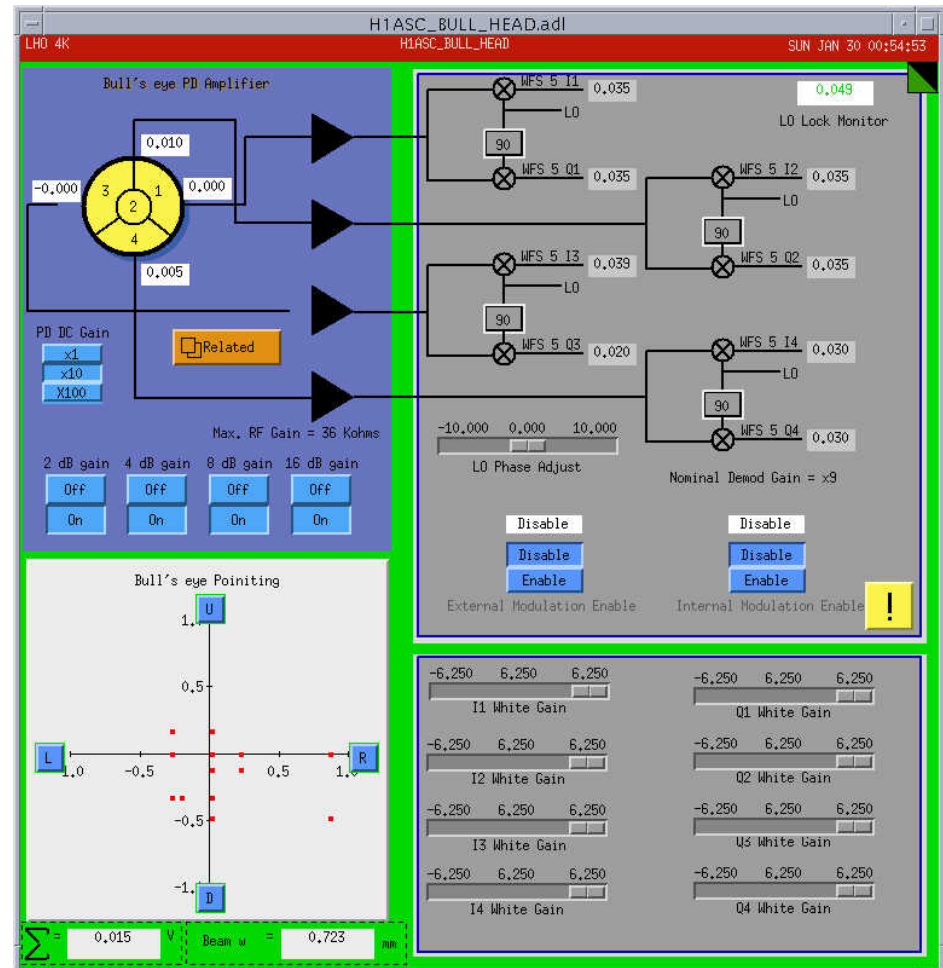 H1ASC_BULL_HEAD.adl
LHO 4K
H1ASC_BULL_HEAD
SUN JAN 30 00:54:53
Bull's eye PD Amplifier
0.010
-0.000
0.000
3
1
2
4
0.005
PD DC Gain
x1
x10
X100
Related
Max. RF Gain = 36 Kohms
2 dB gain
4 dB gain
8 dB gain
16 dB gain
Off
Off
Off
Off
On
On
On
On
WFS 5 I1
0.035
LO
90
WFS 5 Q1
0.035
0.049
LO Lock Monitor
WFS 5 I2
0.035
LO
90
WFS 5 Q2
0.035
WFS 5 I3
0.039
LO
90
WFS 5 Q3
0.020
WFS 5 I4
0.030
LO
90
WFS 5 Q4
0.030
-10.000
0.000
10.000
LO Phase Adjust
Nominal Demod Gain = x9
Disable
Disable
Enable
External Modulation Enable
Disable
Disable
Enable
Internal Modulation Enable
!
Bull's eye Poiniting
U
1.
0.5
L
1.0
-0.5
0.5
1.0
R
-0.5
-1.
D
Σ =
0.015
V
Beam w =
0.723
mm
-6.250
6.250
6.250
I1 White Gain
-6.250
6.250
6.250
Q1 White Gain
-6.250
6.250
6.250
I2 White Gain
-6.250
6.250
6.250
Q2 White Gain
-6.250
6.250
6.250
I3 White Gain
-6.250
6.250
6.250
Q3 White Gain
-6.250
6.250
6.250
I4 White Gain
-6.250
6.250
6.250
Q4 White Gain